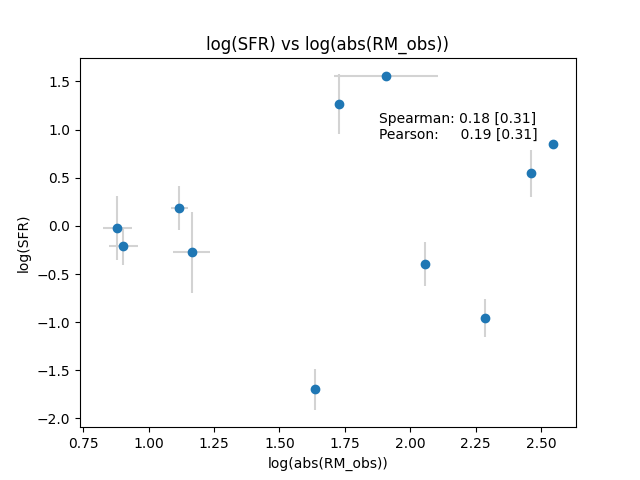 log(SFR) vs log(abs(RM_obs))
Spearman: 0.18 [0.31]
Pearson: 0.19 [0.31]
log(SFR)
1.5
1.0
0.5
0.0
−0.5
−1.0
−1.5
−2.0
0.75 1.00 1.25 1.50 1.75 2.00 2.25 2.50
log(abs(RM_obs))